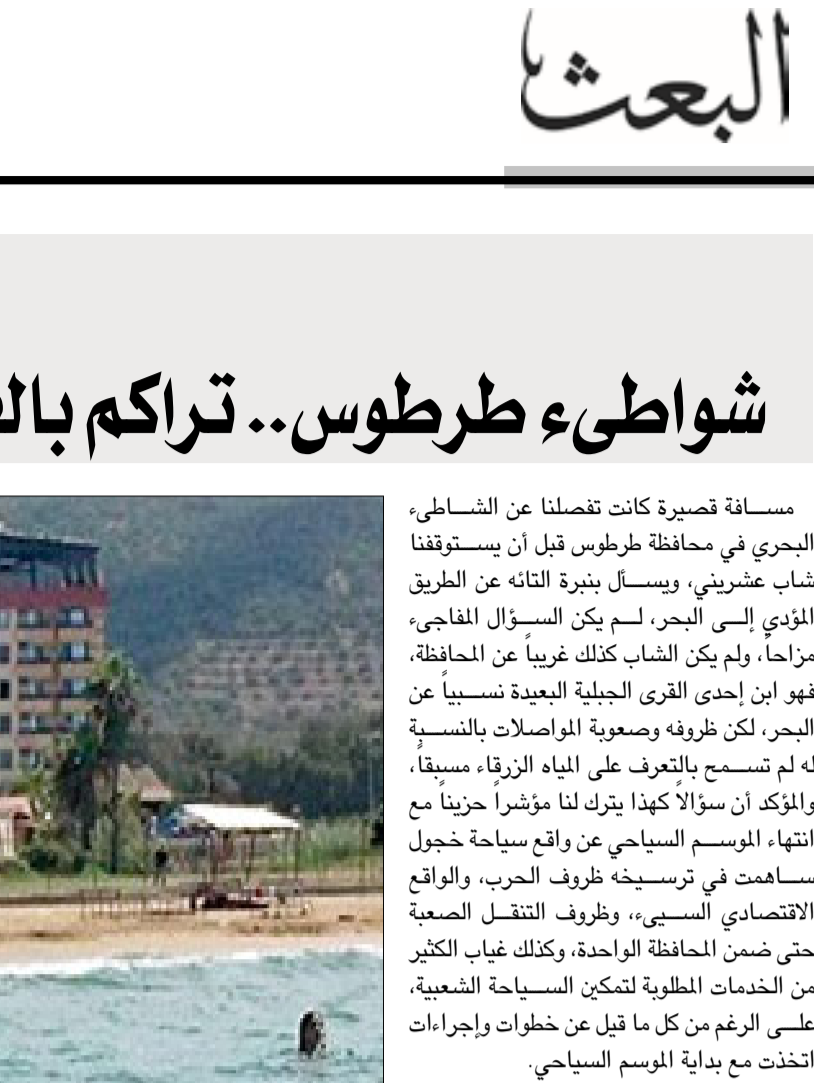 البعث
شواطىء طرطوس.. تراكم
مســافة قصيرة كانت تفصلنا عن الشــاطىء
البحري في محافظة طرطوس قبل أن يســتوقفنا
شاب عشريني، ويســأل بنبرة التائه عن الطريق
المؤدي إلــى البحر، لــم يكن الســؤال المفاجىء
مزاحاً، ولم يكن الشاب كذلك غريباً عن المحافظة،
فهو ابن إحدى القرى الجبلية البعيدة نســبياً عن
البحر، لكن ظروفه وصعوبة المواصلات بالنســبة
له لم تســمح بالتعرف على المياه الزرقاء مسبقاً،
والمؤكد أن سؤالاً كهذا يترك لنا مؤشراً حزيناً مع
انتهاء الموســم السياحي عن واقع سياحة خجول
ســاهمت في ترســيخه ظروف الحرب، والواقع
الاقتصادي الســيىء، وظروف التنقــل الصعبة
حتى ضمن المحافظة الواحدة، وكذلك غياب الكثير
من الخدمات المطلوبة لتمكين الســياحة الشعبية،
علــى الرغم من كل ما قيل عن خطوات وإجراءات
اتخذت مع بداية الموسم السياحي.